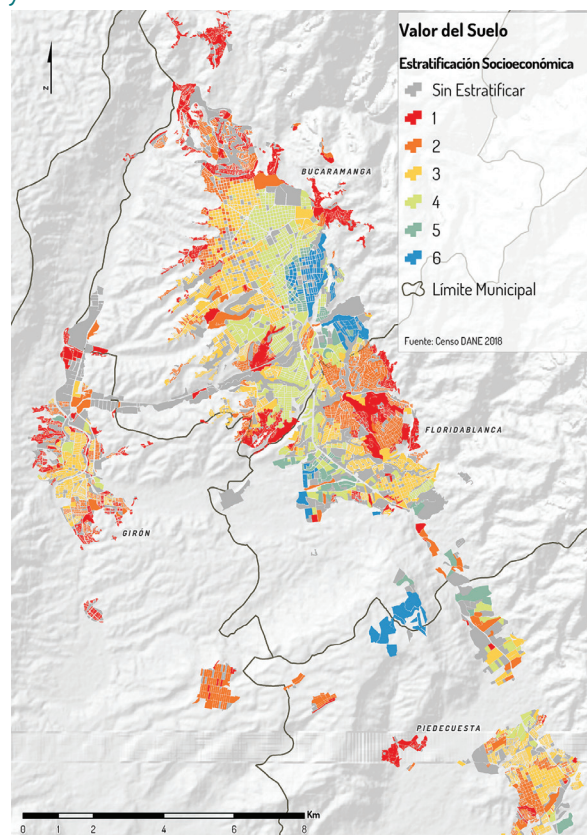 Valor del Suelo
Estratificación Socioeconómica
Sin Estratificar
1
2
3
4
5
6
Límite Municipal
Fuente: Censo DANE 2018
N
BUCARAMANGA
FLORIDABLANCA
GIRÓN
PIEDECUESTA
Km
0 1 2 4 6 8